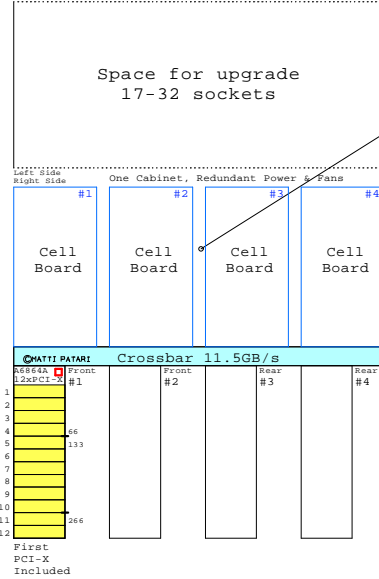 Space for upgrade
17-32 sockets
Left Side
Right Side
One Cabinet, Redundant Power & Fans
#1
#2
#3
#4
Cell
Board
Cell
Board
Cell
Board
Cell
Board
©MATTI PATARI
Crossbar 11.5GB/s
A6864A
12xPCI-X
Front
#1
Front
#2
Rear
#3
Rear
#4
1
2
3
4
5
6
7
8
9
10
11
12
66
133
266
First
PCI-X
Included